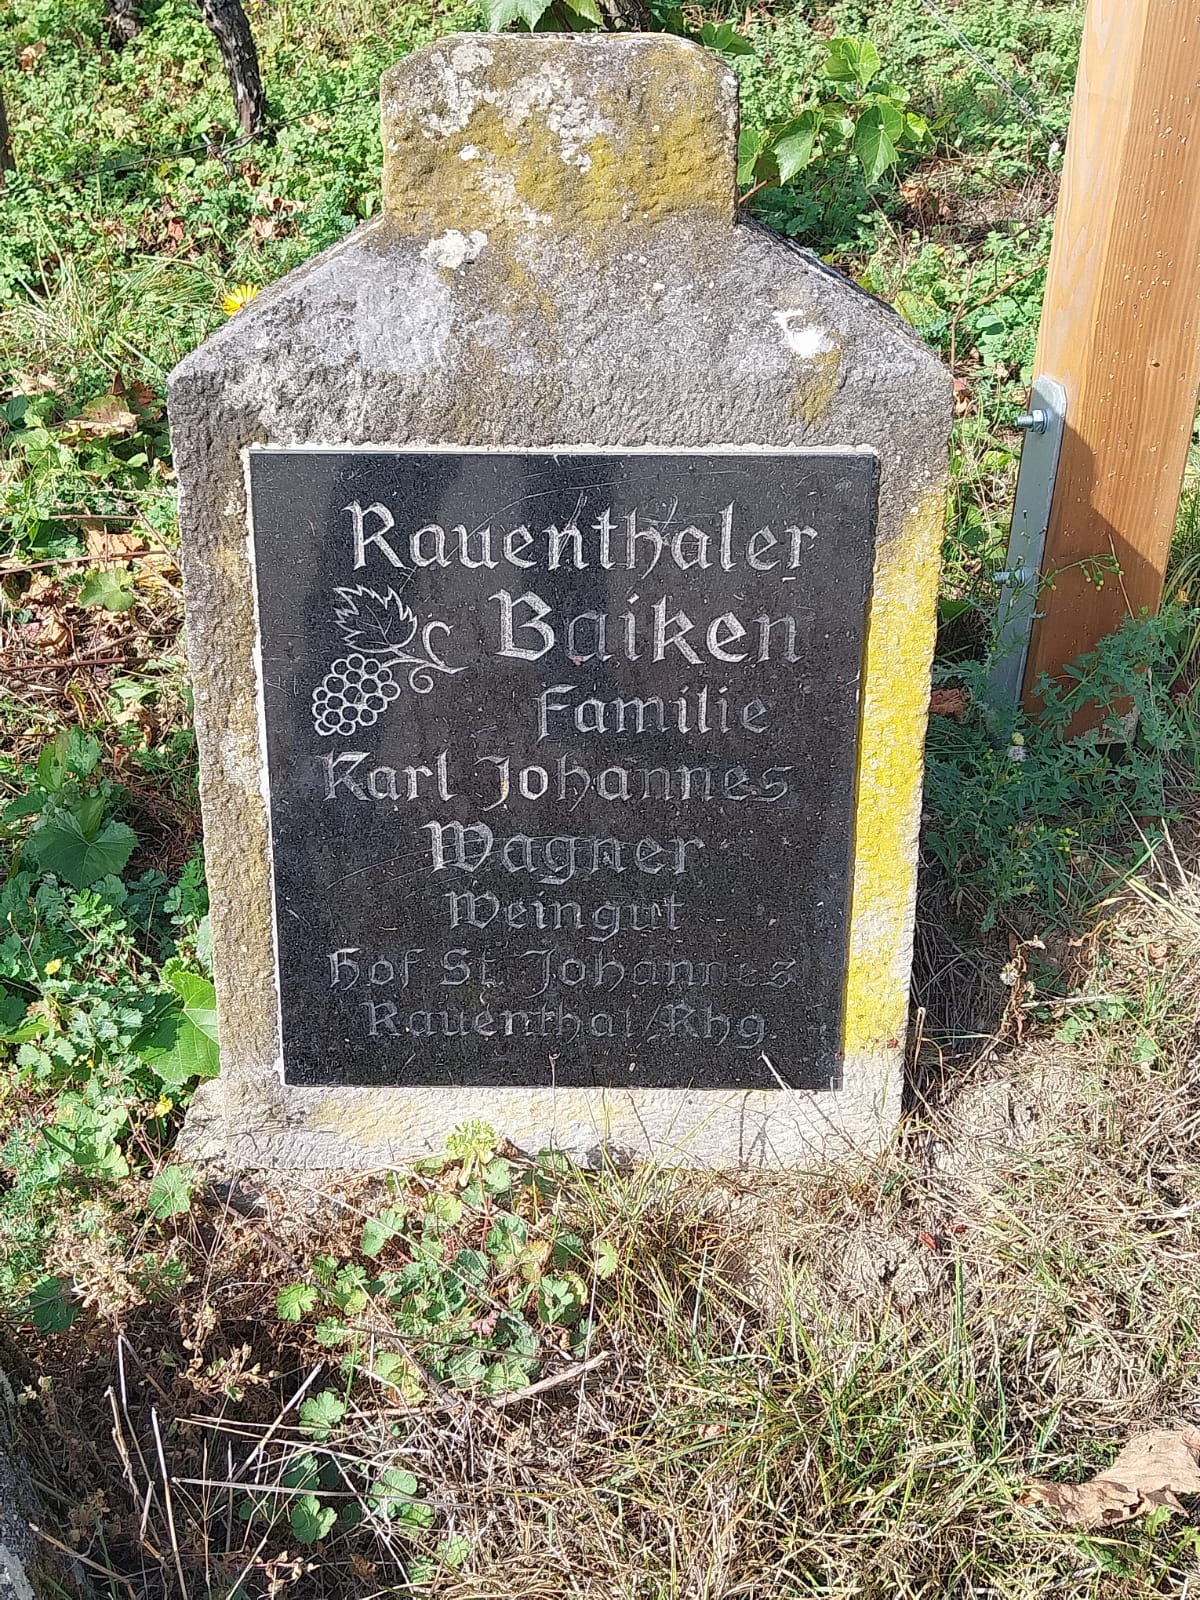 Rauenthaler
Baiken
Familie
Karl Johannes
Wagner
Weingut
Hof St. Johannes
Rauenthal/Rhg.